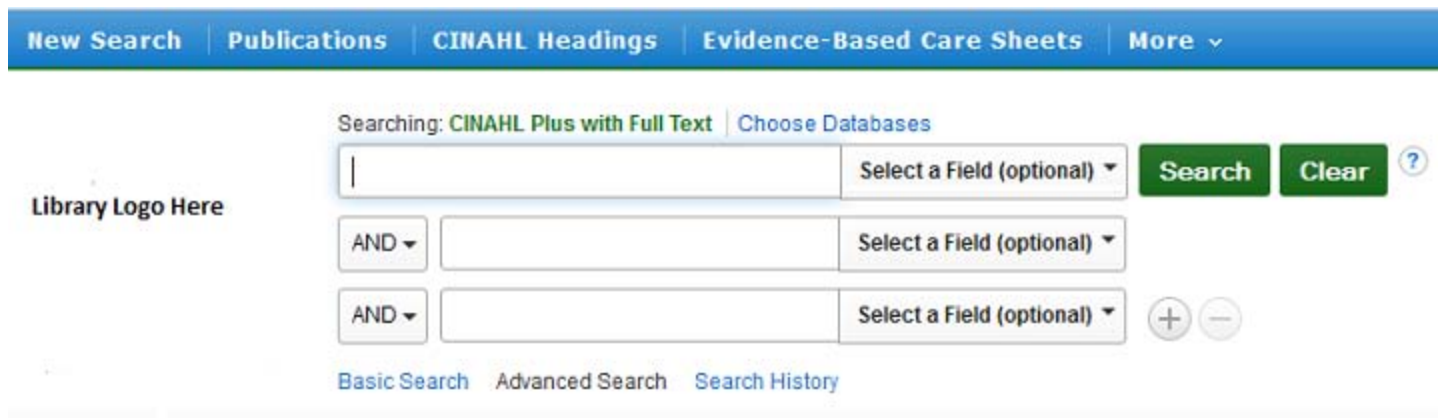 New Search Publications CINAHL Headings Evidence-Based Care Sheets More
Searching: CINAHL Plus with Full Text Choose Databases
Select a Field (optional) Search Clear ?
Library Logo Here
AND Select a Field (optional)
AND Select a Field (optional)
Basic Search Advanced Search Search History